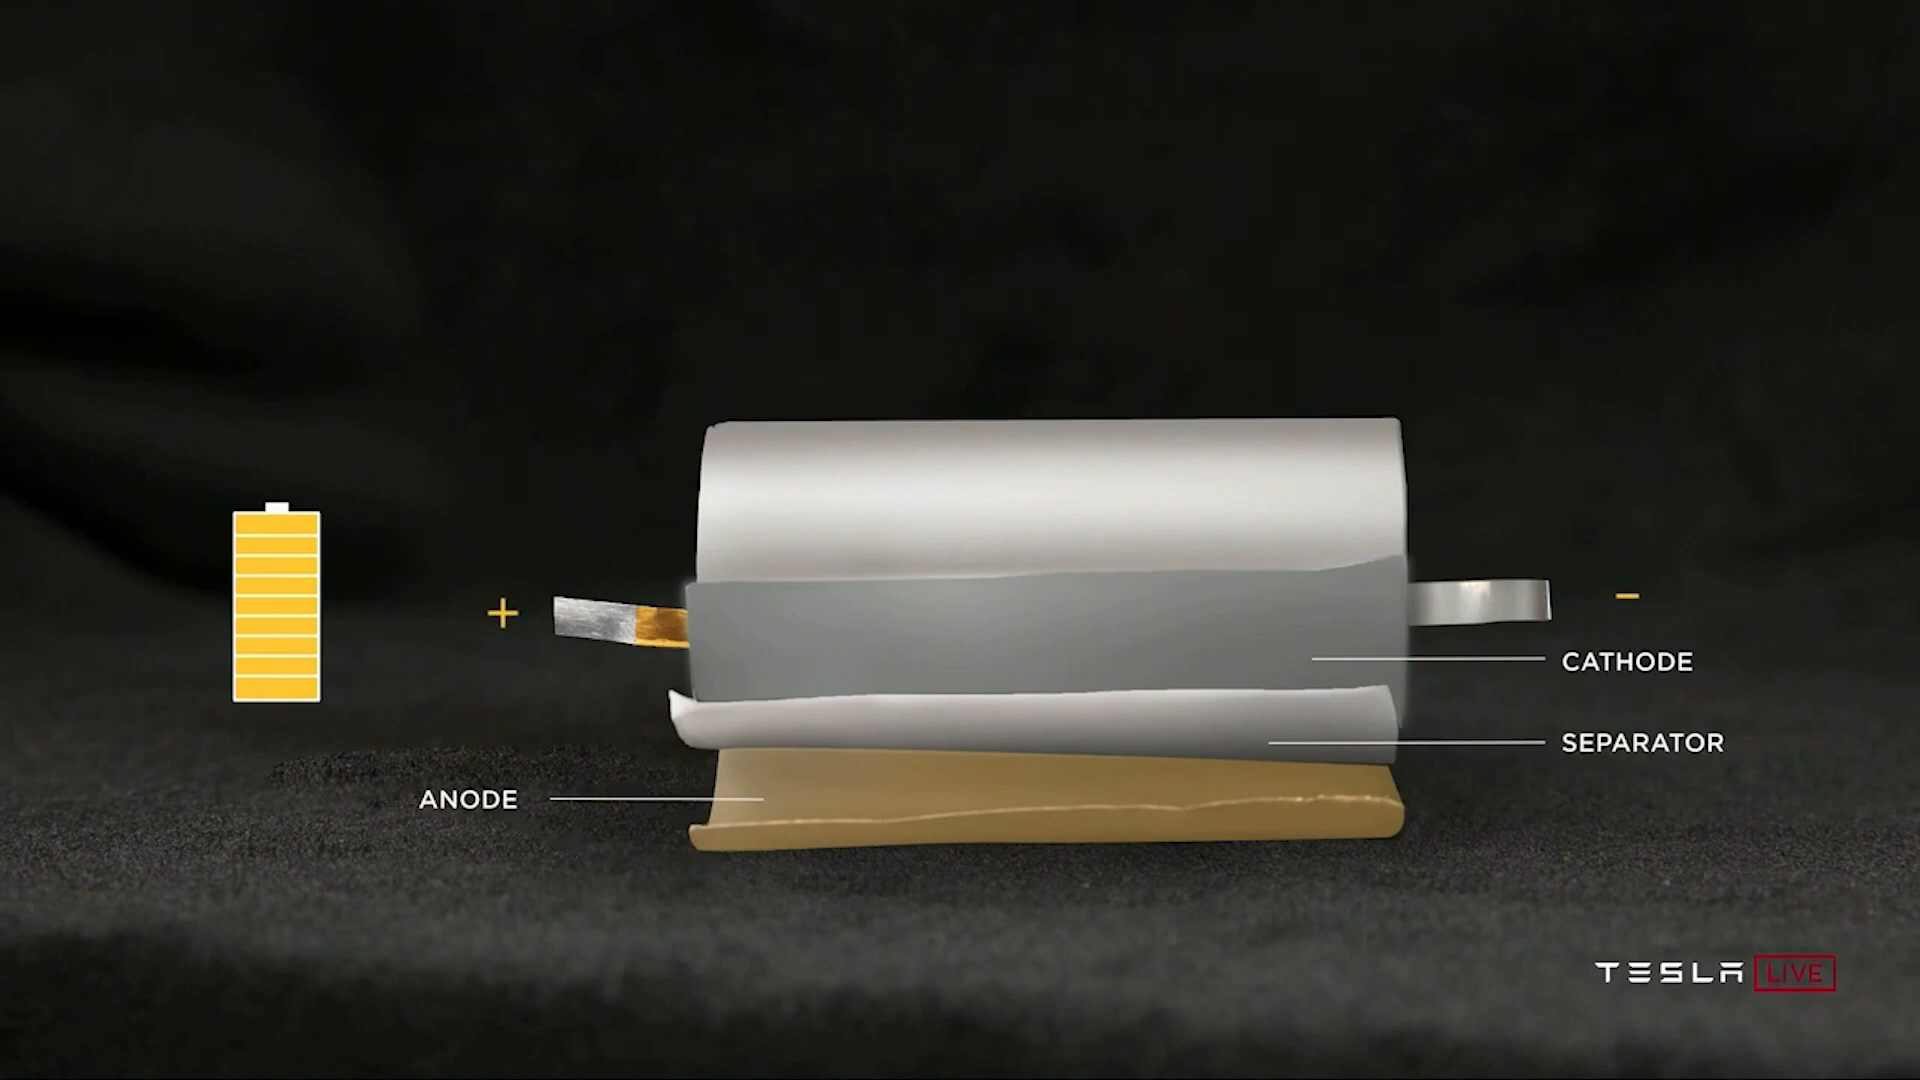 +
−
CATHODE
SEPARATOR
ANODE
TESLA LIVE